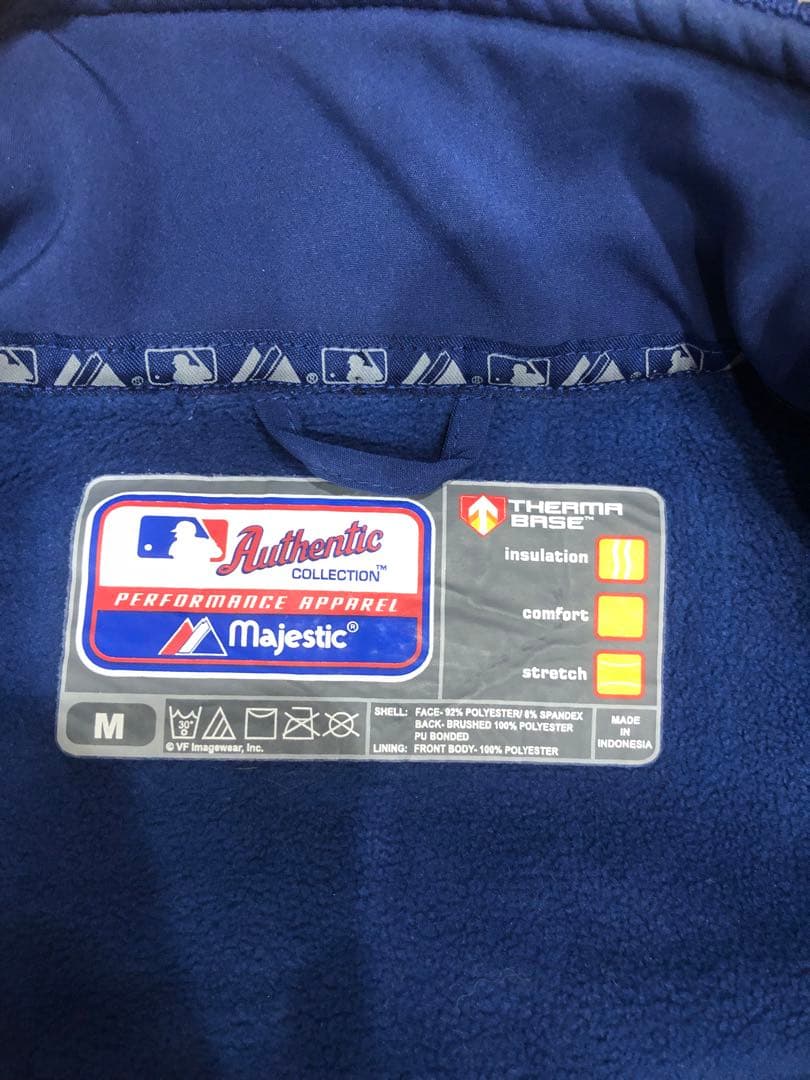 Authentic
COLLECTION™
PERFORMANCE APPAREL
Majestic®
THERMA
BASE™
insulation
comfort
stretch
M
30°
© VF Imagewear, Inc.
SHELL: FACE- 92% POLYESTER/ 8% SPANDEX
BACK- BRUSHED 100% POLYESTER
PU BONDED
LINING: FRONT BODY- 100% POLYESTER
MADE
IN
INDONESIA